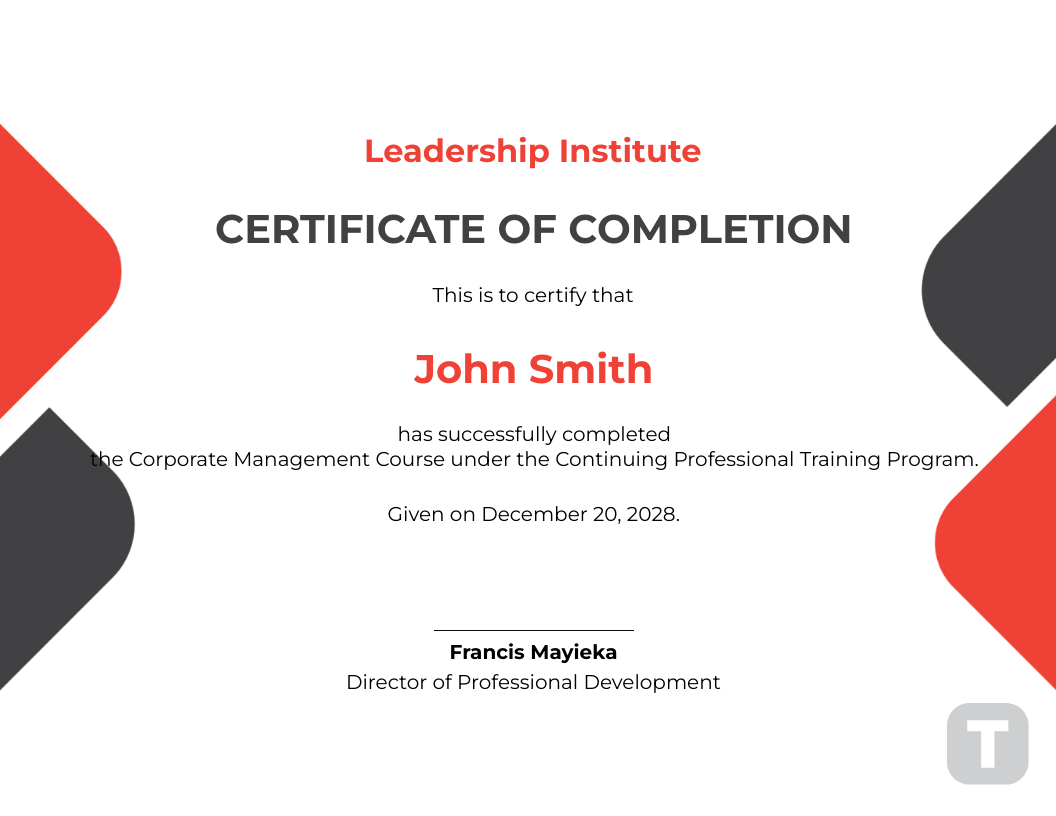 Leadership Institute
CERTIFICATE OF COMPLETION
This is to certify that
John Smith
has successfully completed
the Corporate Management Course under the Continuing Professional Training Program.
Given on December 20, 2028.
Francis Mayieka
Director of Professional Development
T